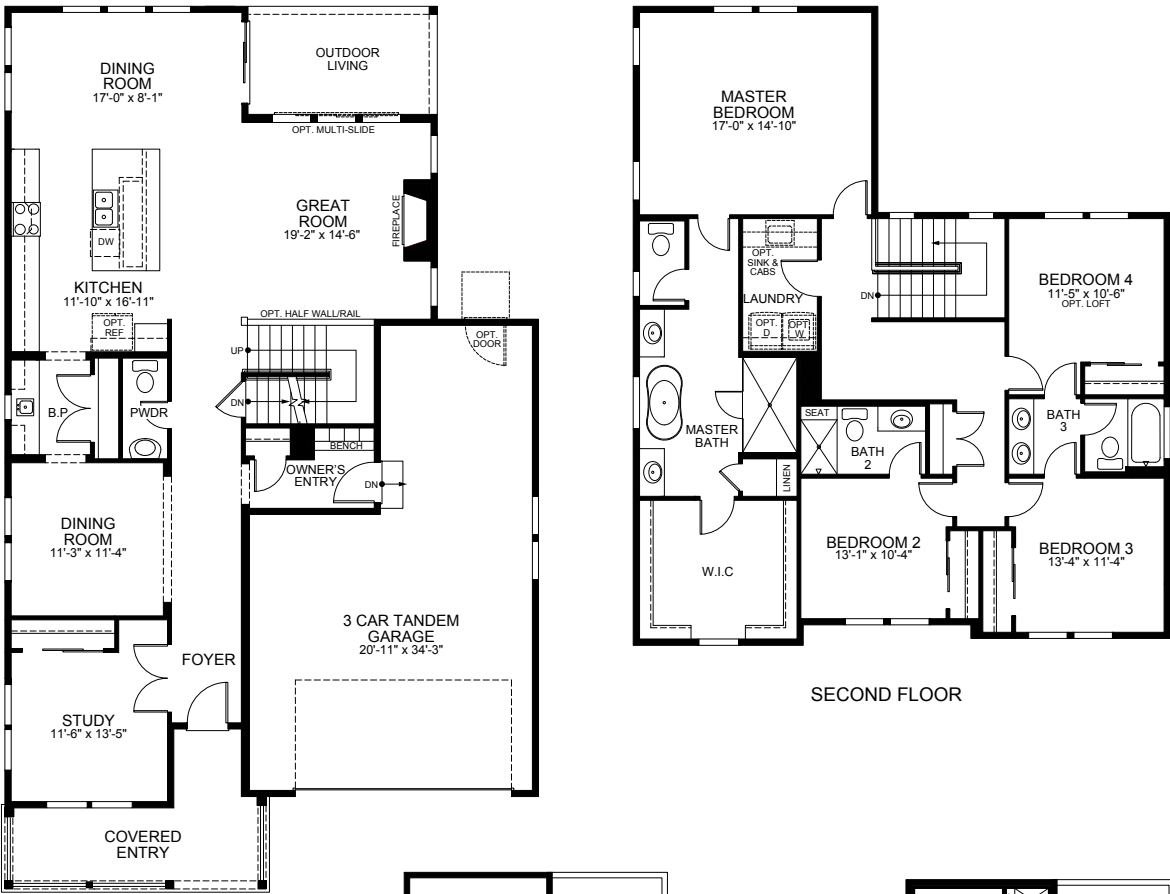 OUTDOOR
LIVING
DINING
ROOM
17'-0" x 8'-1"
OPT. MULTI-SLIDE
GREAT
ROOM
19'-2" x 14'-6"
FIREPLACE
DW
KITCHEN
11'-10" x 16'-11"
OPT.
REF.
OPT. HALF WALL/RAIL
OPT.
DOOR
UP
DN
B.P.
PWDR
BENCH
OWNER'S
ENTRY
DN
DINING
ROOM
11'-3" x 11'-4"
3 CAR TANDEM
GARAGE
20'-11" x 34'-3"
FOYER
STUDY
11'-6" x 13'-5"
COVERED
ENTRY
MASTER
BEDROOM
17'-0" x 14'-10"
OPT.
SINK &
CABS
LAUNDRY
OPT.
D
OPT.
W
DN
BEDROOM 4
11'-5" x 10'-6"
OPT. LOFT
MASTER
BATH
SEAT
BATH
2
BATH
3
LINEN
W.I.C
BEDROOM 2
13'-1" x 10'-4"
BEDROOM 3
13'-4" x 11'-4"
SECOND FLOOR